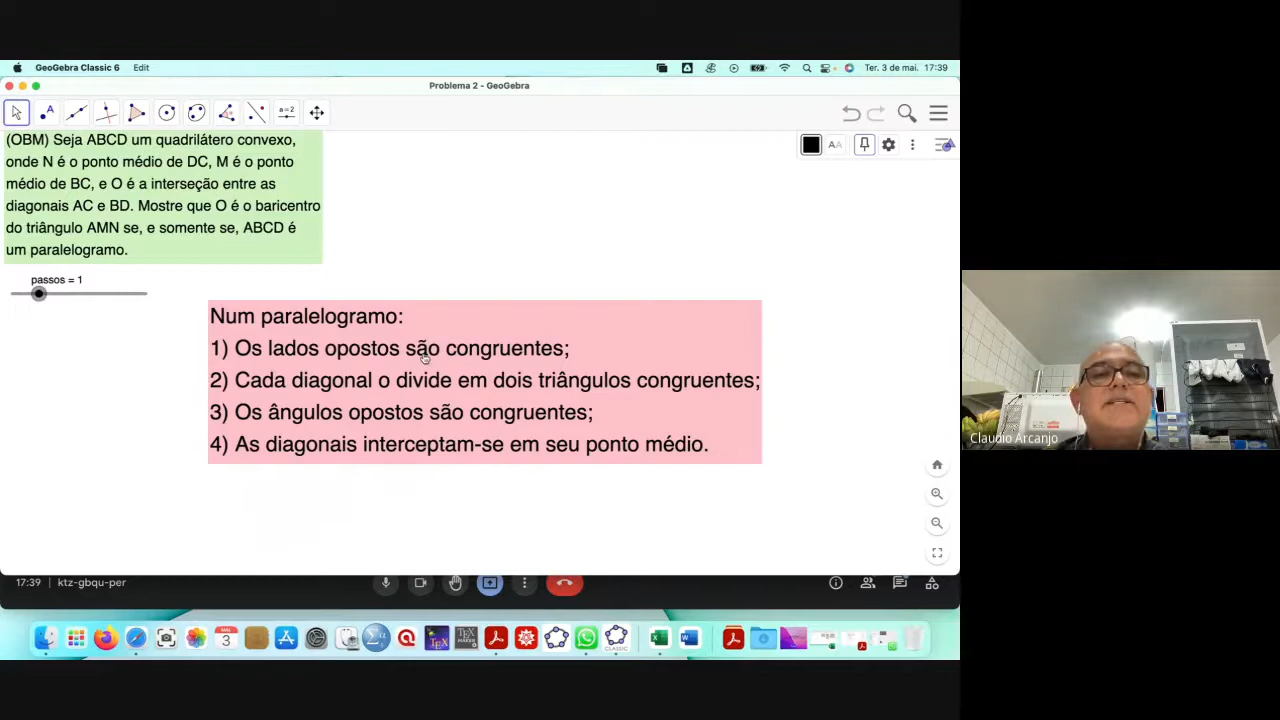 GeoGebra Classic 6 Edit
Ter. 3 de mai. 17:39
Problema 2 - GeoGebra
a=2
AA
(OBM) Seja ABCD um quadrilátero convexo,
onde N é o ponto médio de DC, M é o ponto
médio de BC, e O é a interseção entre as
diagonais AC e BD. Mostre que O é o baricentro
do triângulo AMN se, e somente se, ABCD é
um paralelogramo.
passos = 1
Num paralelogramo:
1) Os lados opostos são congruentes;
2) Cada diagonal o divide em dois triângulos congruentes;
3) Os ângulos opostos são congruentes;
4) As diagonais interceptam-se em seu ponto médio.
Claudio Arcanjo
17:39 ktz-gbqu-per
3
CLASSIC